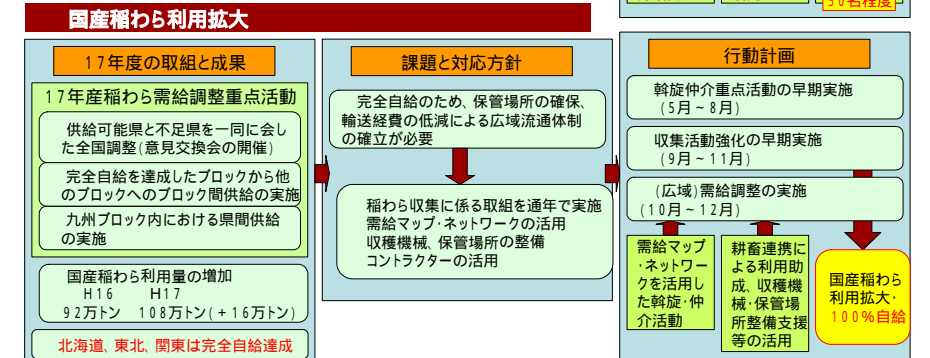 50名程度
国産稲わら利用拡大
17年度の取組と成果
17年産稲わら需給調整重点活動
供給可能県と不足県を一同に会し
た全国調整(意見交換会の開催)
完全自給を達成したブロックから他
のブロックへのブロック間供給の実施
九州ブロック内における県間供給
の実施
国産稲わら利用量の増加
H16 H17
92万トン 108万トン(+16万トン)
北海道、東北、関東は完全自給達成
課題と対応方針
完全自給のため、保管場所の確保、
輸送経費の低減による広域流通体制
の確立が必要
稲わら収集に係る取組を通年で実施
需給マップ・ネットワークの活用
収穫機械、保管場所の整備
コントラクターの活用
行動計画
斡旋仲介重点活動の早期実施
(5月~8月)
収集活動強化の早期実施
(9月~11月)
(広域)需給調整の実施
(10月~12月)
需給マップ
・ネットワー
クを活用し
た斡旋・仲
介活動
耕畜連携に
よる利用助
成、収穫機
械・保管場
所整備支援
等の活用
国産稲わら
利用拡大・
100%自給